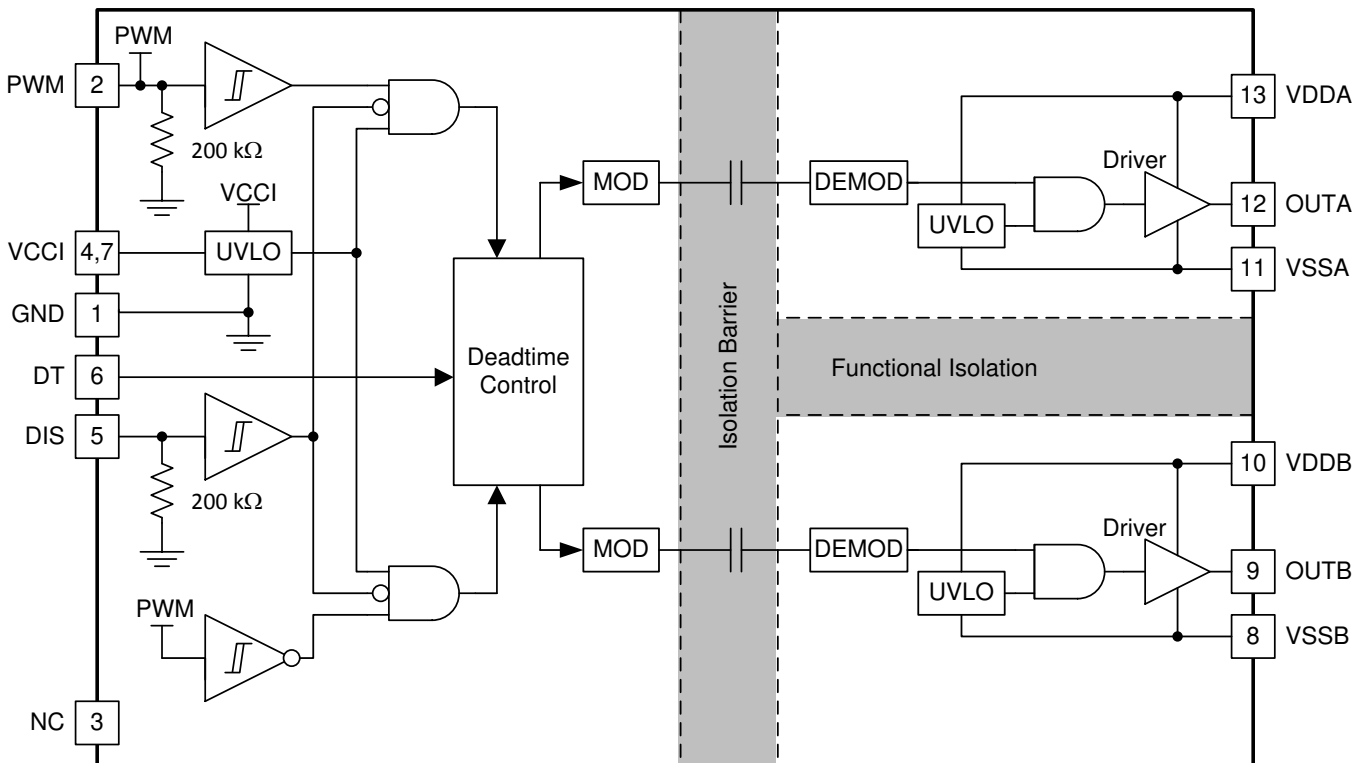 PWM
PWM 2
200 kΩ
VCCI
VCCI 4,7 UVLO
GND 1
DT 6
DIS 5
200 kΩ
PWM
NC 3
Deadtime
Control
MOD
MOD
Isolation Barrier
Functional Isolation
DEMOD
UVLO
Driver
13 VDDA
12 OUTA
11 VSSA
DEMOD
UVLO
Driver
10 VDDB
9 OUTB
8 VSSB